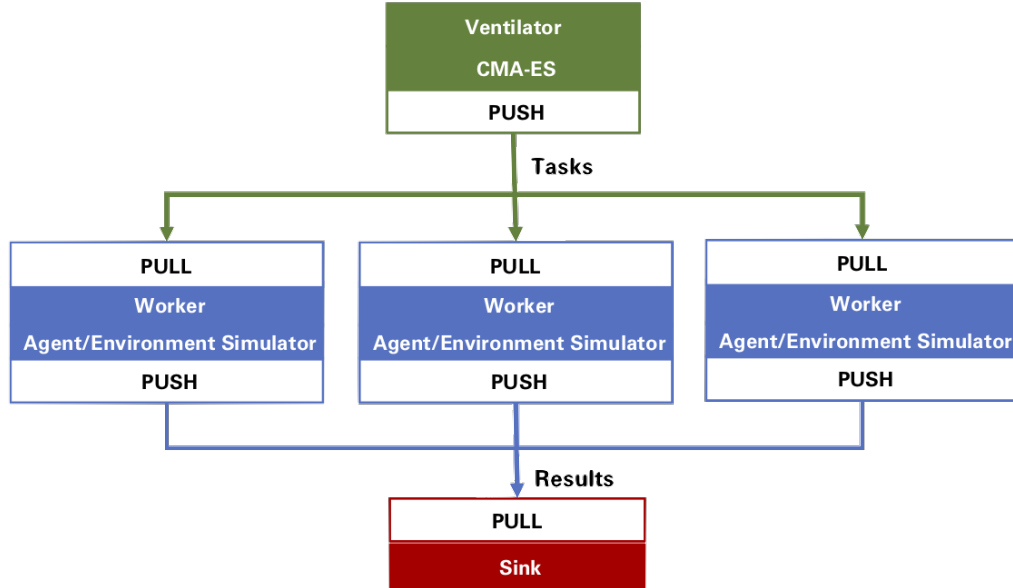 Ventilator
CMA-ES
PUSH
Tasks
PULL
Worker
Agent/Environment Simulator
PUSH
PULL
Worker
Agent/Environment Simulator
PUSH
PULL
Worker
Agent/Environment Simulator
PUSH
Results
PULL
Sink